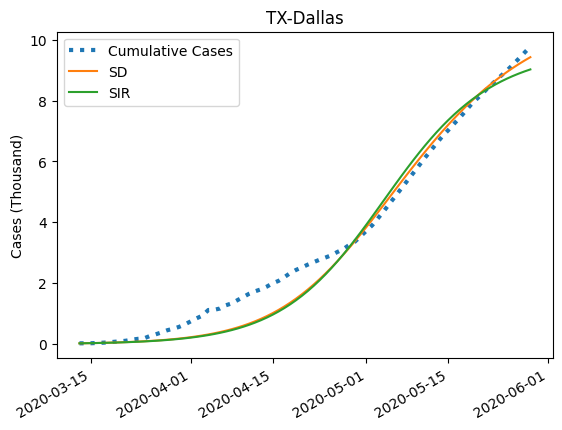 TX-Dallas
Cumulative Cases
SD
SIR
Cases (Thousand)
10
8
6
4
2
0
2020-03-15
2020-04-01
2020-04-15
2020-05-01
2020-05-15
2020-06-01